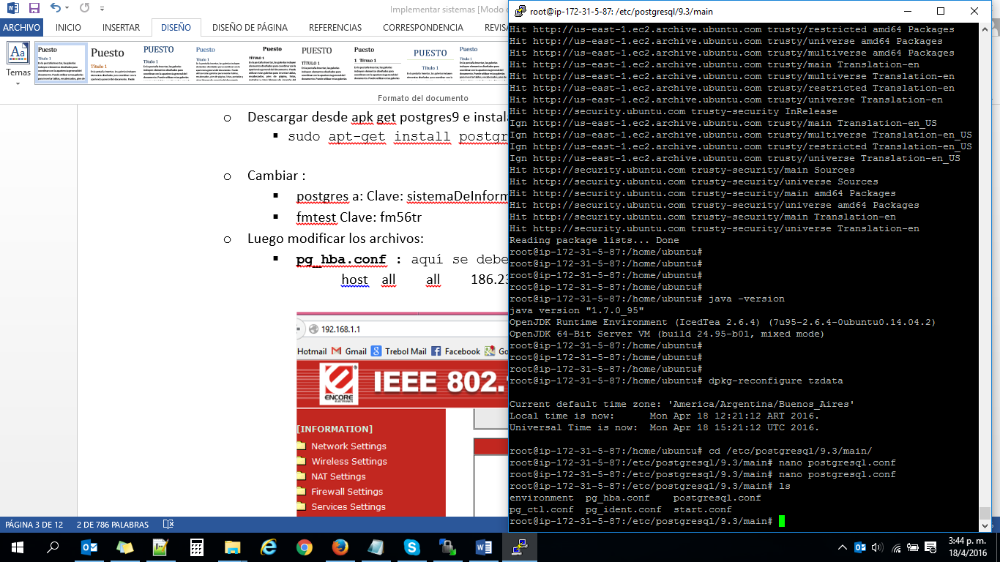 Implementar sistemas [Modo d
ARCHIVO INICIO INSERTAR DISEÑO DISEÑO DE PÁGINA REFERENCIAS CORRESPONDENCIA REVISA
Temas
Puesto Puesto PUESTO Puesto Puesto PUESTO Puesto PUESTO Puesto
Título 1 Título 1 Título 1 Título 1 TÍTULO 1 TÍTULO 1 1 Título 1 TÍTULO 1 Título 1
Formato del documento
o Descargar desde apk get postgres9 e instala
▪ sudo apt-get install postgr
o Cambiar :
▪ postgres a: Clave: sistemaDeInform
▪ fmtest Clave: fm56tr
o Luego modificar los archivos:
▪ pg_hba.conf : aquí se debe
host all all 186.23
192.168.1.1
Hotmail Gmail Trebol Mail Facebook Go
ENCORE
IEEE 802.
[INFORMATION]
Network Settings
Wireless Settings
NAT Settings
Firewall Settings
Services Settings
PÁGINA 3 DE 12 2 DE 786 PALABRAS
root@ip-172-31-5-87: /etc/postgresql/9.3/main
Hit http://us-east-1.ec2.archive.ubuntu.com trusty/restricted amd64 Packages
Hit http://us-east-1.ec2.archive.ubuntu.com trusty/universe amd64 Packages
Hit http://us-east-1.ec2.archive.ubuntu.com trusty/multiverse amd64 Packages
Hit http://us-east-1.ec2.archive.ubuntu.com trusty/main Translation-en
Hit http://us-east-1.ec2.archive.ubuntu.com trusty/multiverse Translation-en
Hit http://us-east-1.ec2.archive.ubuntu.com trusty/restricted Translation-en
Hit http://us-east-1.ec2.archive.ubuntu.com trusty/universe Translation-en
Hit http://security.ubuntu.com trusty-security InRelease
Ign http://us-east-1.ec2.archive.ubuntu.com trusty/main Translation-en_US
Ign http://us-east-1.ec2.archive.ubuntu.com trusty/multiverse Translation-en_US
Ign http://us-east-1.ec2.archive.ubuntu.com trusty/restricted Translation-en_US
Ign http://us-east-1.ec2.archive.ubuntu.com trusty/universe Translation-en_US
Hit http://security.ubuntu.com trusty-security/main Sources
Hit http://security.ubuntu.com trusty-security/universe Sources
Hit http://security.ubuntu.com trusty-security/main amd64 Packages
Hit http://security.ubuntu.com trusty-security/universe amd64 Packages
Hit http://security.ubuntu.com trusty-security/main Translation-en
Hit http://security.ubuntu.com trusty-security/universe Translation-en
Reading package lists... Done
root@ip-172-31-5-87:/home/ubuntu#
root@ip-172-31-5-87:/home/ubuntu#
root@ip-172-31-5-87:/home/ubuntu#
root@ip-172-31-5-87:/home/ubuntu#
root@ip-172-31-5-87:/home/ubuntu# java -version
java version "1.7.0_95"
OpenJDK Runtime Environment (IcedTea 2.6.4) (7u95-2.6.4-0ubuntu0.14.04.2)
OpenJDK 64-Bit Server VM (build 24.95-b01, mixed mode)
root@ip-172-31-5-87:/home/ubuntu#
root@ip-172-31-5-87:/home/ubuntu#
root@ip-172-31-5-87:/home/ubuntu#
root@ip-172-31-5-87:/home/ubuntu# dpkg-reconfigure tzdata
Current default time zone: 'America/Argentina/Buenos_Aires'
Local time is now:      Mon Apr 18 12:21:12 ART 2016.
Universal Time is now:  Mon Apr 18 15:21:12 UTC 2016.
root@ip-172-31-5-87:/home/ubuntu# cd /etc/postgresql/9.3/main/
root@ip-172-31-5-87:/etc/postgresql/9.3/main# nano postgresql.conf
root@ip-172-31-5-87:/etc/postgresql/9.3/main# nano postgresql.conf
root@ip-172-31-5-87:/etc/postgresql/9.3/main# ls
environment  pg_hba.conf    postgresql.conf
pg_ctl.conf  pg_ident.conf  start.conf
root@ip-172-31-5-87:/etc/postgresql/9.3/main#
3:44 p. m.
18/4/2016